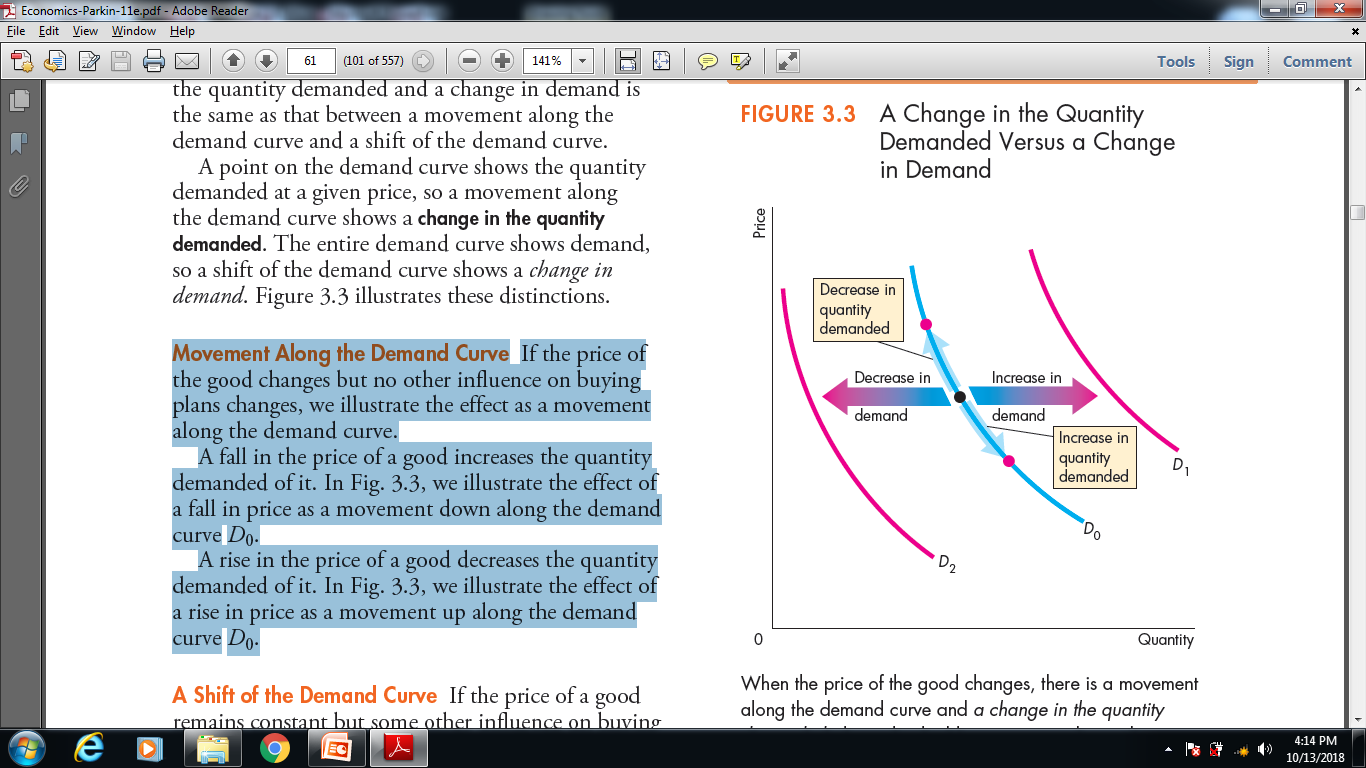 Economics-Parkin-11e.pdf - Adobe Reader
File Edit View Window Help
61 (101 of 557) 141% Tools Sign Comment
the quantity demanded and a change in demand is
the same as that between a movement along the
demand curve and a shift of the demand curve.
A point on the demand curve shows the quantity
demanded at a given price, so a movement along
the demand curve shows a change in the quantity
demanded. The entire demand curve shows demand,
so a shift of the demand curve shows a change in
demand. Figure 3.3 illustrates these distinctions.
Movement Along the Demand Curve If the price of
the good changes but no other influence on buying
plans changes, we illustrate the effect as a movement
along the demand curve.
A fall in the price of a good increases the quantity
demanded of it. In Fig. 3.3, we illustrate the effect of
a fall in price as a movement down along the demand
curve D0.
A rise in the price of a good decreases the quantity
demanded of it. In Fig. 3.3, we illustrate the effect of
a rise in price as a movement up along the demand
curve D0.
A Shift of the Demand Curve If the price of a good
remains constant but some other influence on buying
FIGURE 3.3 A Change in the Quantity
Demanded Versus a Change
in Demand
Price
Decrease in
quantity
demanded
Decrease in
demand
Increase in
demand
Increase in
quantity
demanded
D1
D0
D2
0
Quantity
When the price of the good changes, there is a movement
along the demand curve and a change in the quantity
4:14 PM
10/13/2018